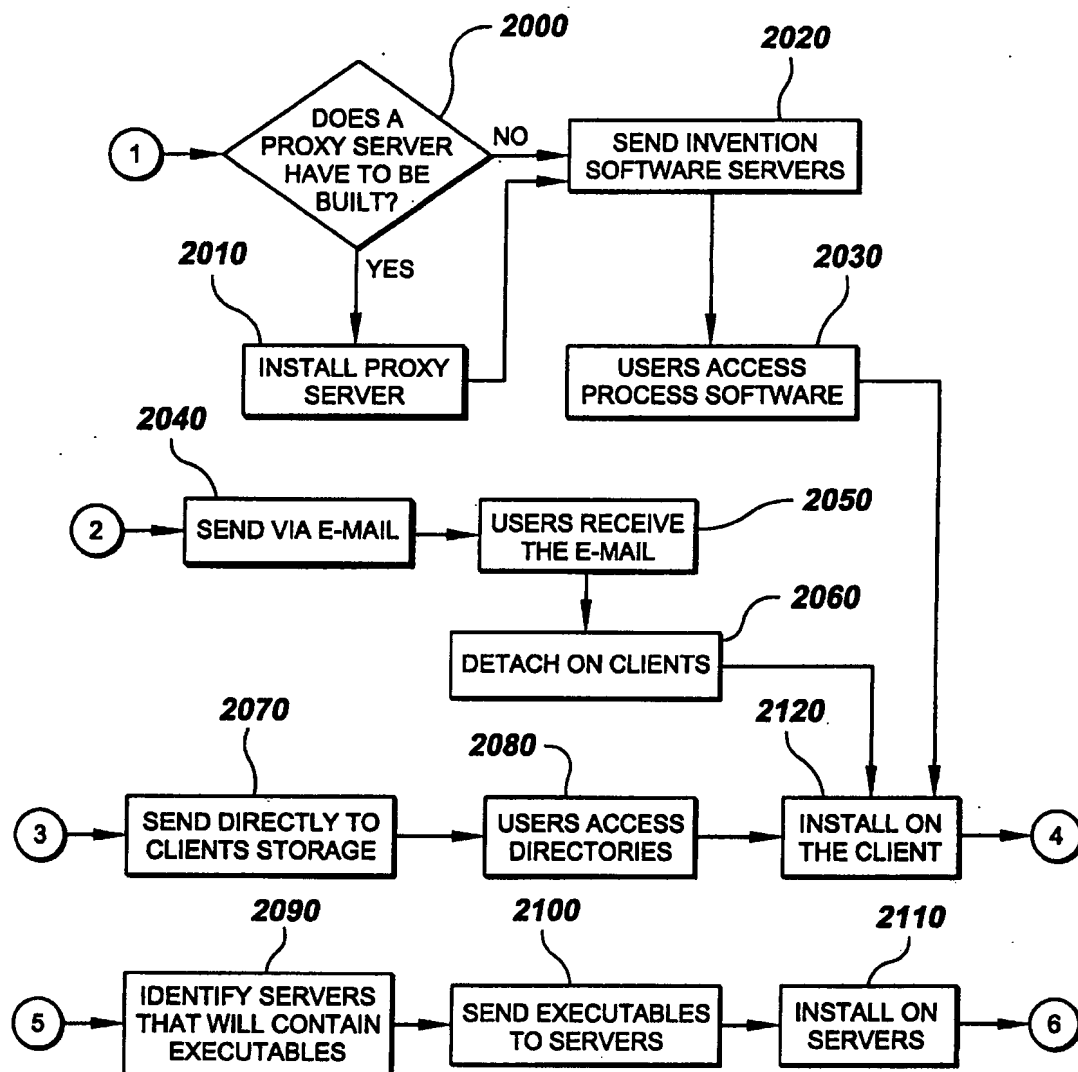 2000
2020
DOES A
PROXY SERVER
HAVE TO BE
BUILT?
1
NO
SEND INVENTION
SOFTWARE SERVERS
YES
2010
2030
INSTALL PROXY
SERVER
USERS ACCESS
PROCESS SOFTWARE
2040
2050
2
SEND VIA E-MAIL
USERS RECEIVE
THE E-MAIL
2060
DETACH ON CLIENTS
2070
2080
2120
3
SEND DIRECTLY TO
CLIENTS STORAGE
USERS ACCESS
DIRECTORIES
INSTALL ON
THE CLIENT
4
2090
2100
2110
5
IDENTIFY SERVERS
THAT WILL CONTAIN
EXECUTABLES
SEND EXECUTABLES
TO SERVERS
INSTALL ON
SERVERS
6